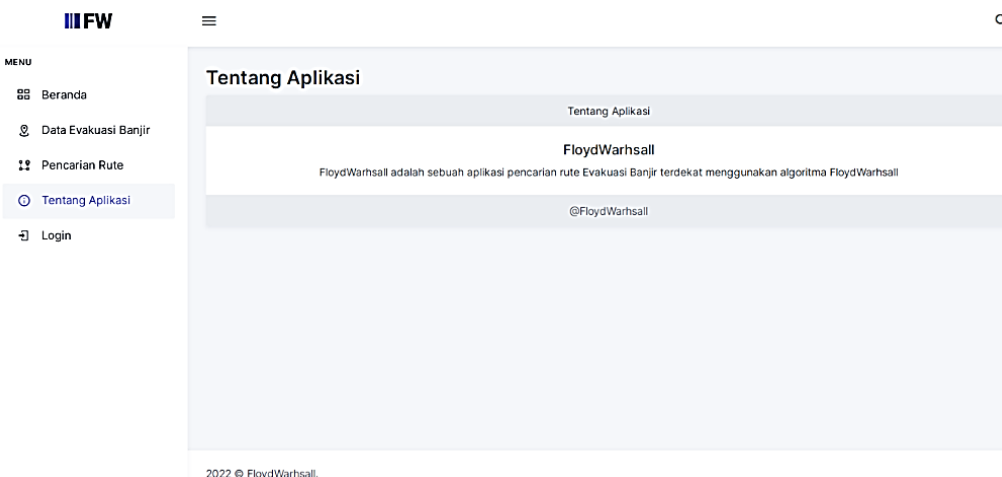 FW
MENU
Beranda
Data Evakuasi Banjir
Pencarian Rute
Tentang Aplikasi
Login
Tentang Aplikasi
Tentang Aplikasi
FloydWarhsall
FloydWarhsall adalah sebuah aplikasi pencarian rute Evakuasi Banjir terdekat menggunakan algoritma FloydWarhsall
@FloydWarhsall
2022 © FloydWarhsall.